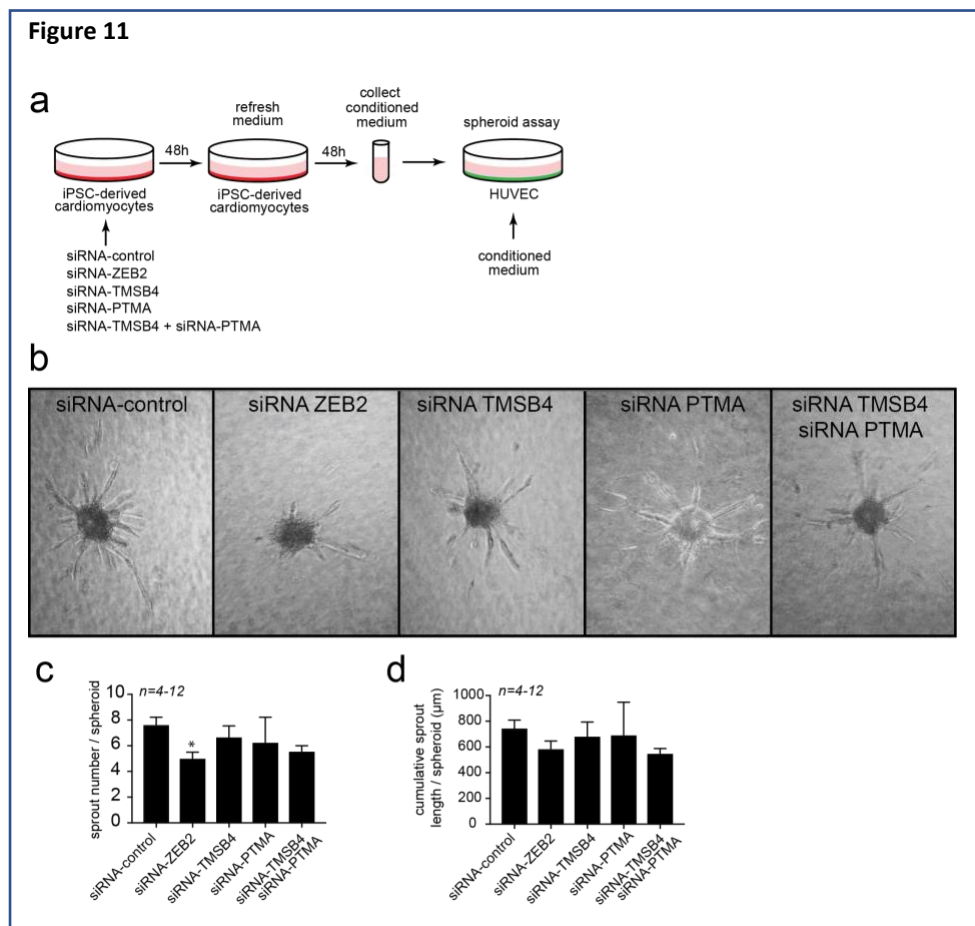 Figure 11
a
refresh
medium
collect
conditioned
medium
spheroid assay
48h
48h
iPSC-derived
cardiomyocytes
iPSC-derived
cardiomyocytes
HUVEC
siRNA-control
siRNA-ZEB2
siRNA-TMSB4
siRNA-PTMA
siRNA-TMSB4 + siRNA-PTMA
conditioned
medium
b
siRNA-control
siRNA ZEB2
siRNA TMSB4
siRNA PTMA
siRNA TMSB4
siRNA PTMA
c
n=4-12
sprout number / spheroid
10
8
6
4
2
0
*
siRNA-control
siRNA-ZEB2
siRNA-TMSB4
siRNA-PTMA
siRNA-TMSB4
siRNA-PTMA
d
n=4-12
cumulative sprout
length / spheroid (µm)
1000
800
600
400
200
0
siRNA-control
siRNA-ZEB2
siRNA-TMSB4
siRNA-PTMA
siRNA-TMSB4
siRNA-PTMA